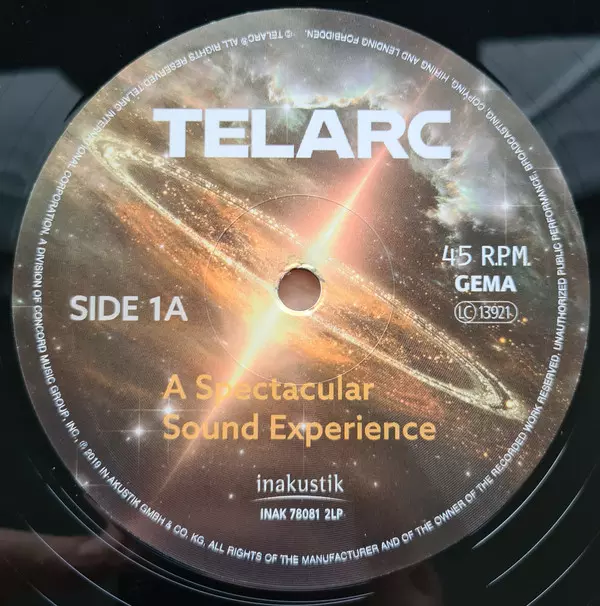 TELARC
SIDE 1A
45 R.P.M.
GEMA
LC 13921
A Spectacular
Sound Experience
inakustik
INAK 78081 2LP
© TELARC® ALL RIGHTS RESERVED TELARC INTERNATIONAL CORPORATION, A DIVISION OF CONCORD MUSIC GROUP, INC., ℗ 2019 IN-AKUSTIK GMBH & CO. KG. ALL RIGHTS OF THE MANUFACTURER AND OF THE OWNER OF THE RECORDED WORK RESERVED. UNAUTHORIZED PUBLIC PERFORMANCE, BROADCASTING, COPYING, HIRING AND LENDING FORBIDDEN.